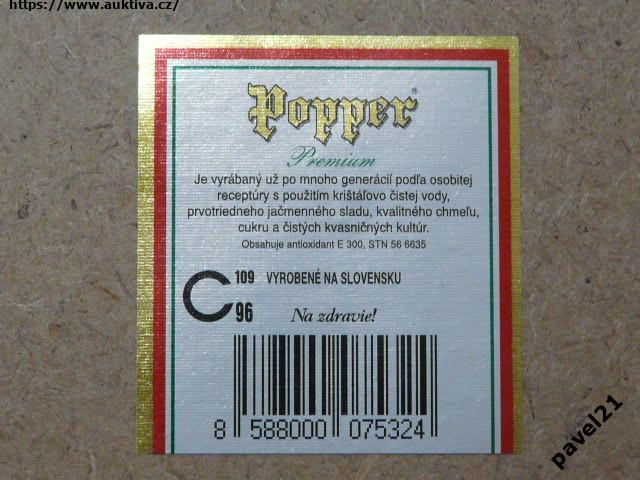 https://www.auktiva.cz/
Popper®
Premium
Je vyrábaný už po mnoho generácií podľa osobitej
receptúry s použitím krištáľovo čistej vody,
prvotriedneho jačmenného sladu, kvalitného chmeľu,
cukru a čistých kvasničných kultúr.
Obsahuje antioxidant E 300, STN 56 6635
C 109 VYROBENÉ NA SLOVENSKU
96 Na zdravie!
8 588000 075324
pavel21